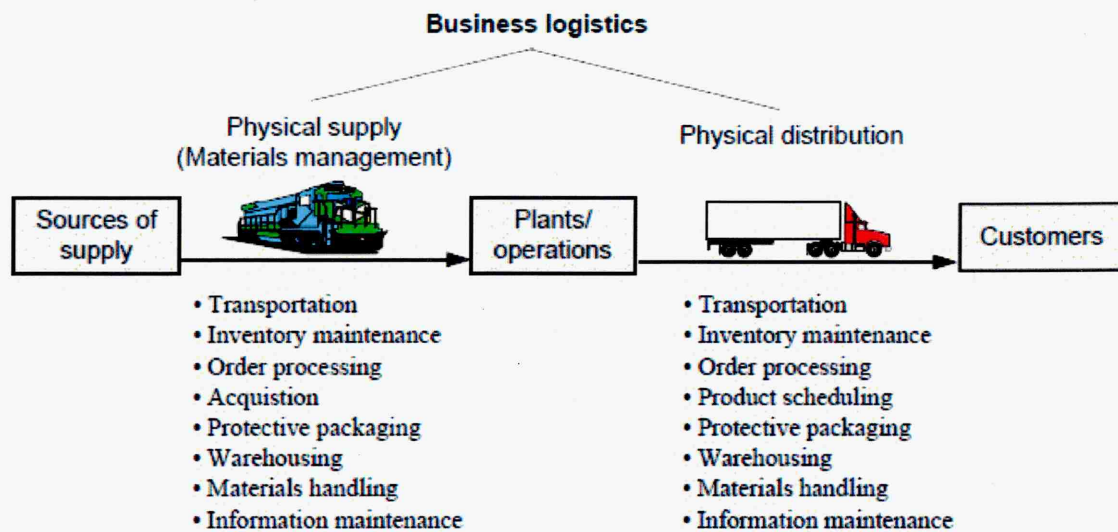 Business logistics
Physical supply
(Materials management)
Physical distribution
Sources of
supply
Plants/
operations
Customers
• Transportation
• Inventory maintenance
• Order processing
• Acquistion
• Protective packaging
• Warehousing
• Materials handling
• Information maintenance
• Transportation
• Inventory maintenance
• Order processing
• Product scheduling
• Protective packaging
• Warehousing
• Materials handling
• Information maintenance